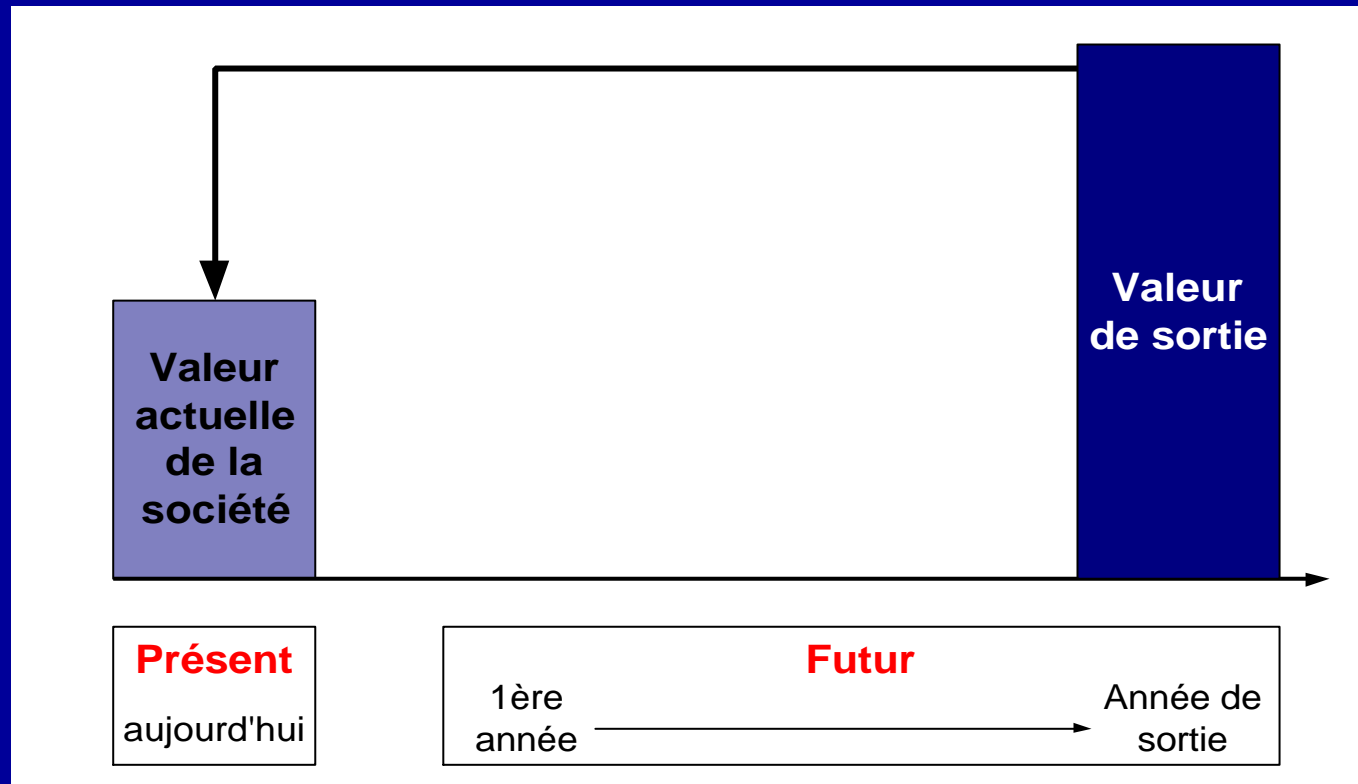 Valeur
actuelle
de la
société
Valeur
de sortie
Présent
aujourd'hui
Futur
1ère
année
Année de
sortie